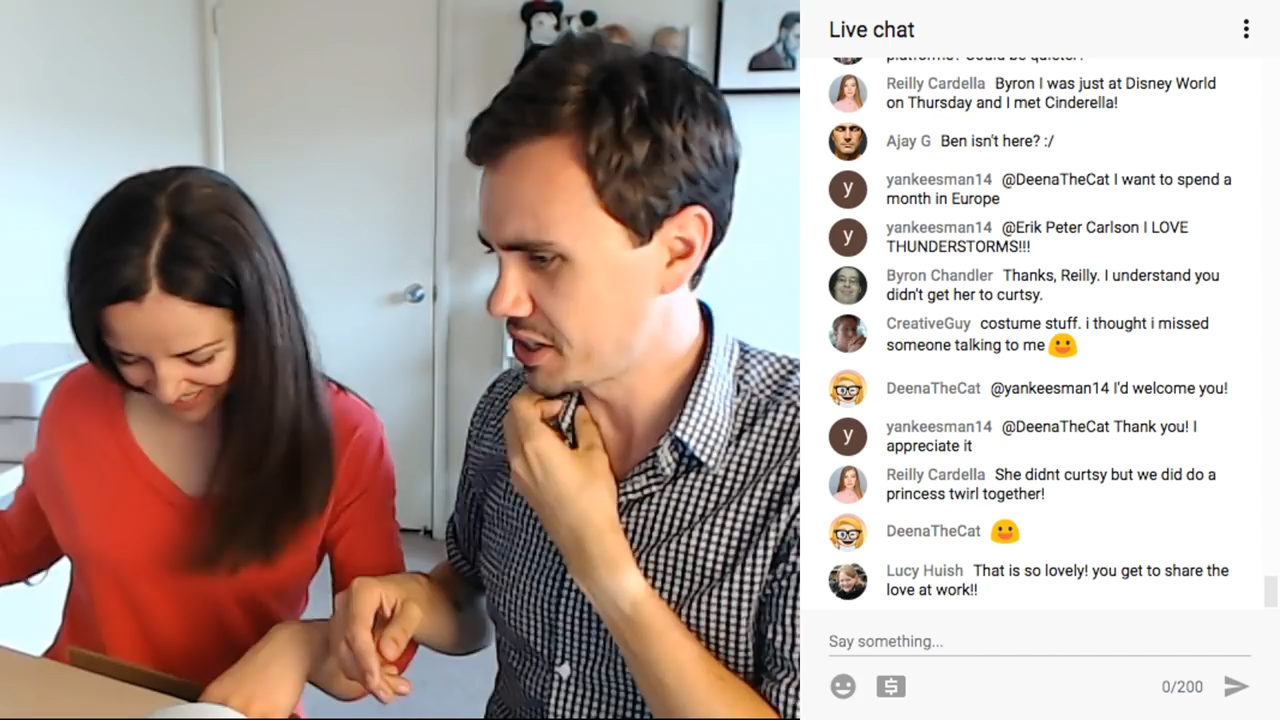 Live chat
platforms? Could be quieter?
Reilly Cardella Byron I was just at Disney World
on Thursday and I met Cinderella!
Ajay G Ben isn't here? :/
y yankeesman14 @DeenaTheCat I want to spend a
month in Europe
y yankeesman14 @Erik Peter Carlson I LOVE
THUNDERSTORMS!!!
Byron Chandler Thanks, Reilly. I understand you
didn't get her to curtsy.
CreativeGuy costume stuff. i thought i missed
someone talking to me
DeenaTheCat @yankeesman14 I'd welcome you!
y yankeesman14 @DeenaTheCat Thank you! I
appreciate it
Reilly Cardella She didnt curtsy but we did do a
princess twirl together!
DeenaTheCat
Lucy Huish That is so lovely! you get to share the
love at work!!
Say something...
0/200